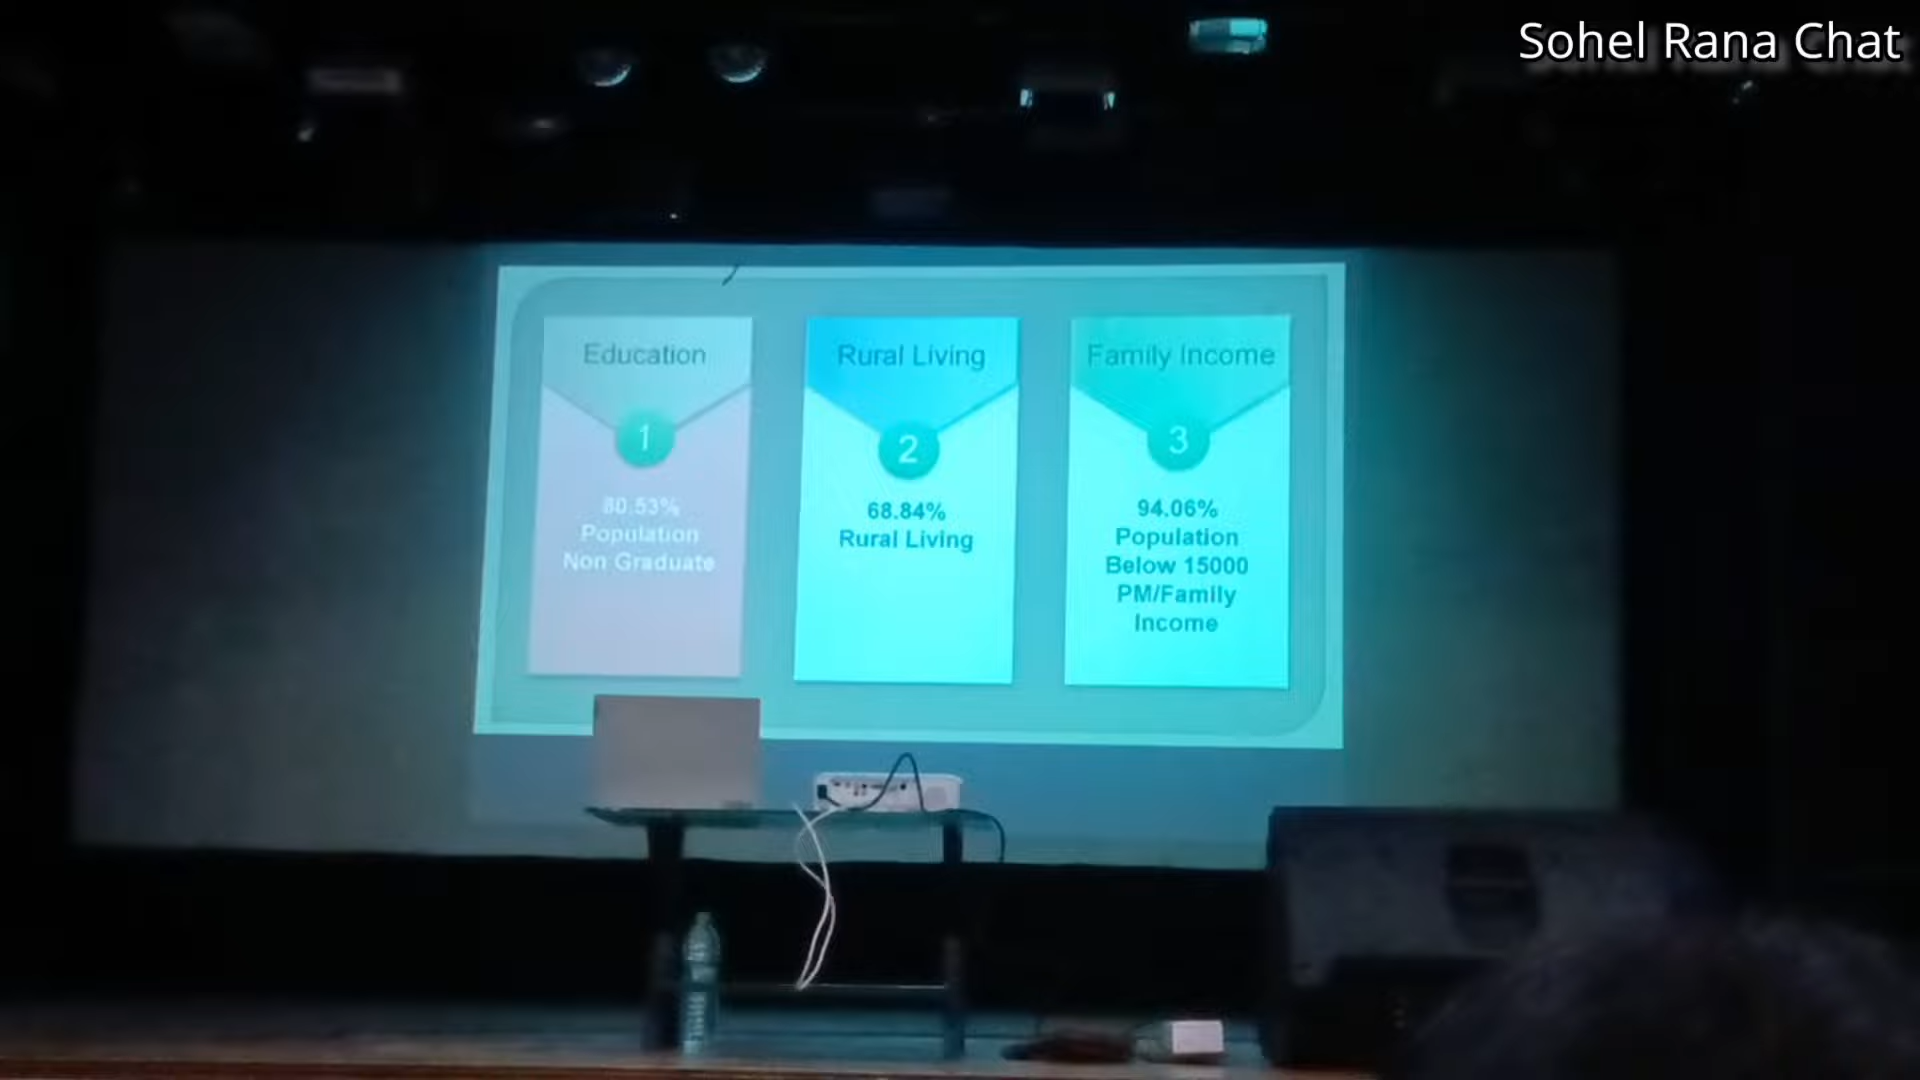 Sohel Rana Chat
Education
1
80.53%
Population
Non Graduate
Rural Living
2
68.84%
Rural Living
Family Income
3
94.06%
Population
Below 15000
PM/Family
Income